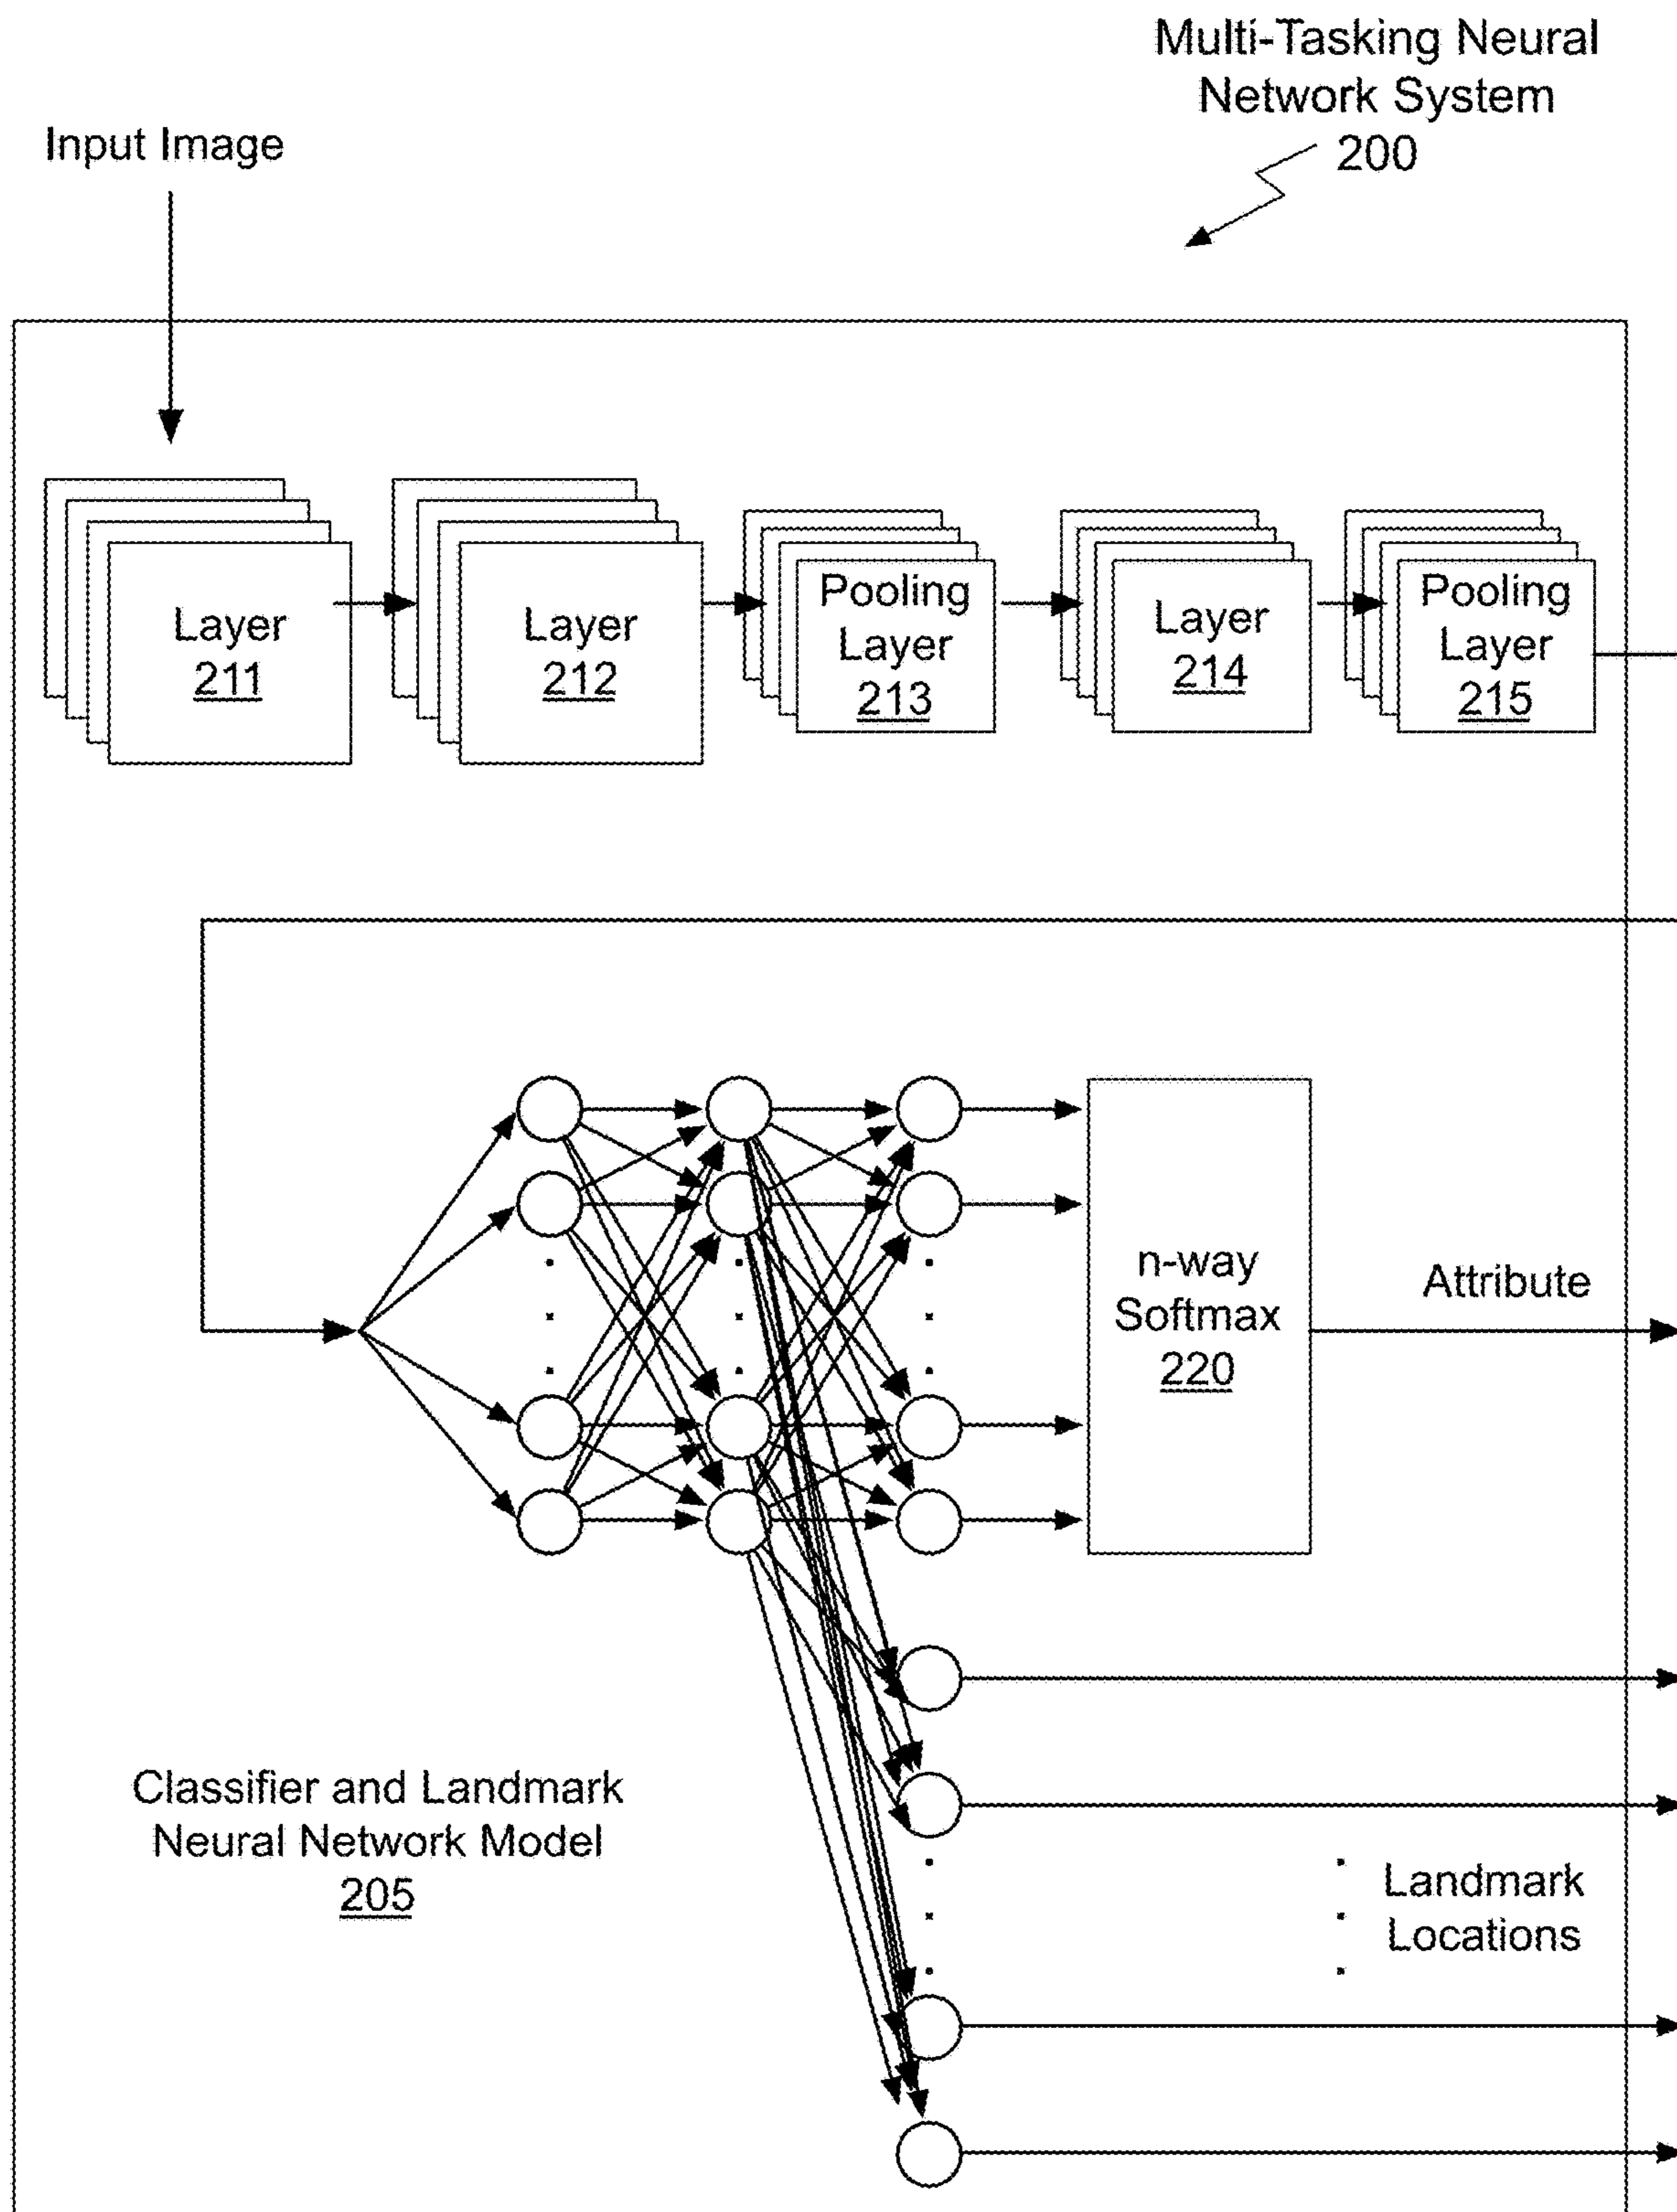 Multi-Tasking Neural
Network System
200
Input Image
Layer
211
Layer
212
Pooling
Layer
213
Layer
214
Pooling
Layer
215
n-way
Softmax
220
Attribute
Classifier and Landmark
Neural Network Model
205
Landmark
Locations